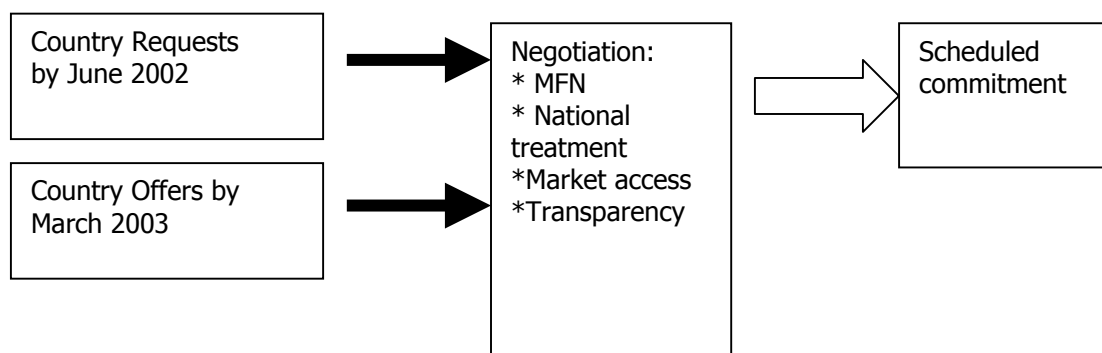 Country Requests
by June 2002
Country Offers by
March 2003
Negotiation:
* MFN
* National
treatment
*Market access
*Transparency
Scheduled
commitment